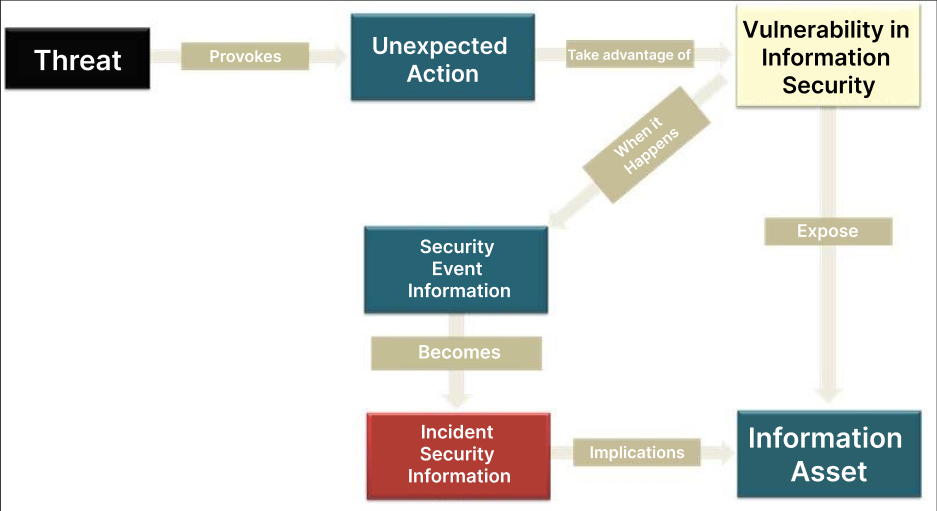 Threat
Provokes
Unexpected
Action
Take advantage of
Vulnerability in
Information
Security
When it
Happens
Expose
Security
Event
Information
Becomes
Incident
Security
Information
Implications
Information
Asset